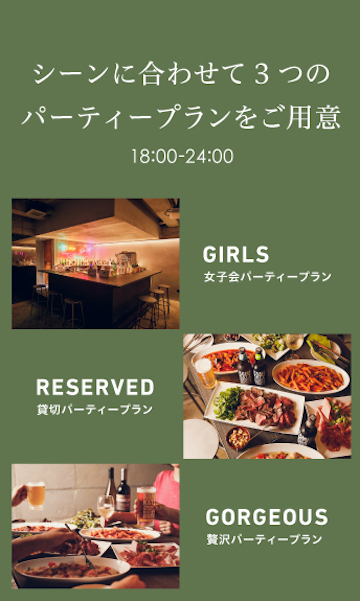 シーンに合わせて3つの
パーティープランをご用意
18:00-24:00
GIRLS
女子会パーティープラン
RESERVED
貸切パーティープラン
GORGEOUS
贅沢パーティープラン